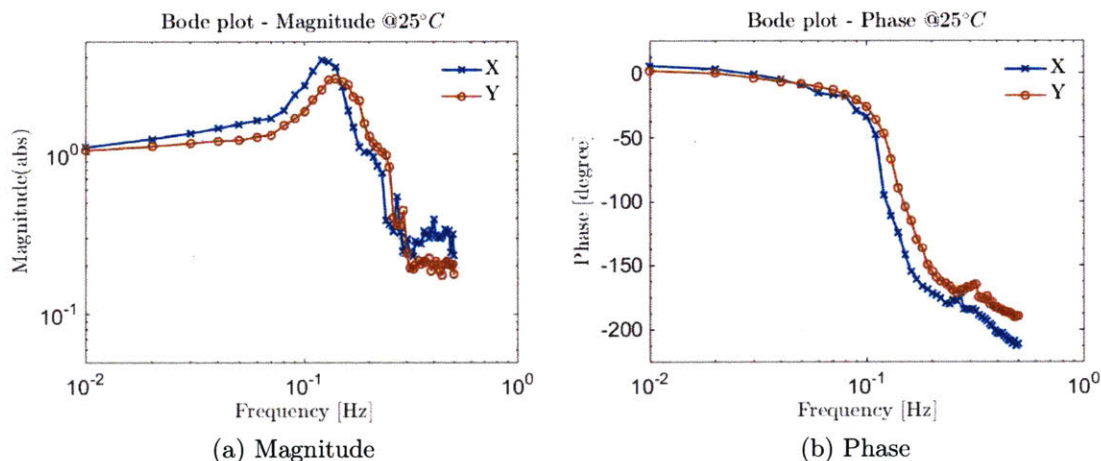 Bode plot - Magnitude @25°C
X
Y
Magnitude(abs)
10^0
10^-1
10^-2
10^-1
10^0
Frequency [Hz]
(a) Magnitude
Bode plot - Phase @25°C
X
Y
Phase [degree]
0
-50
-100
-150
-200
10^-2
10^-1
10^0
Frequency [Hz]
(b) Phase